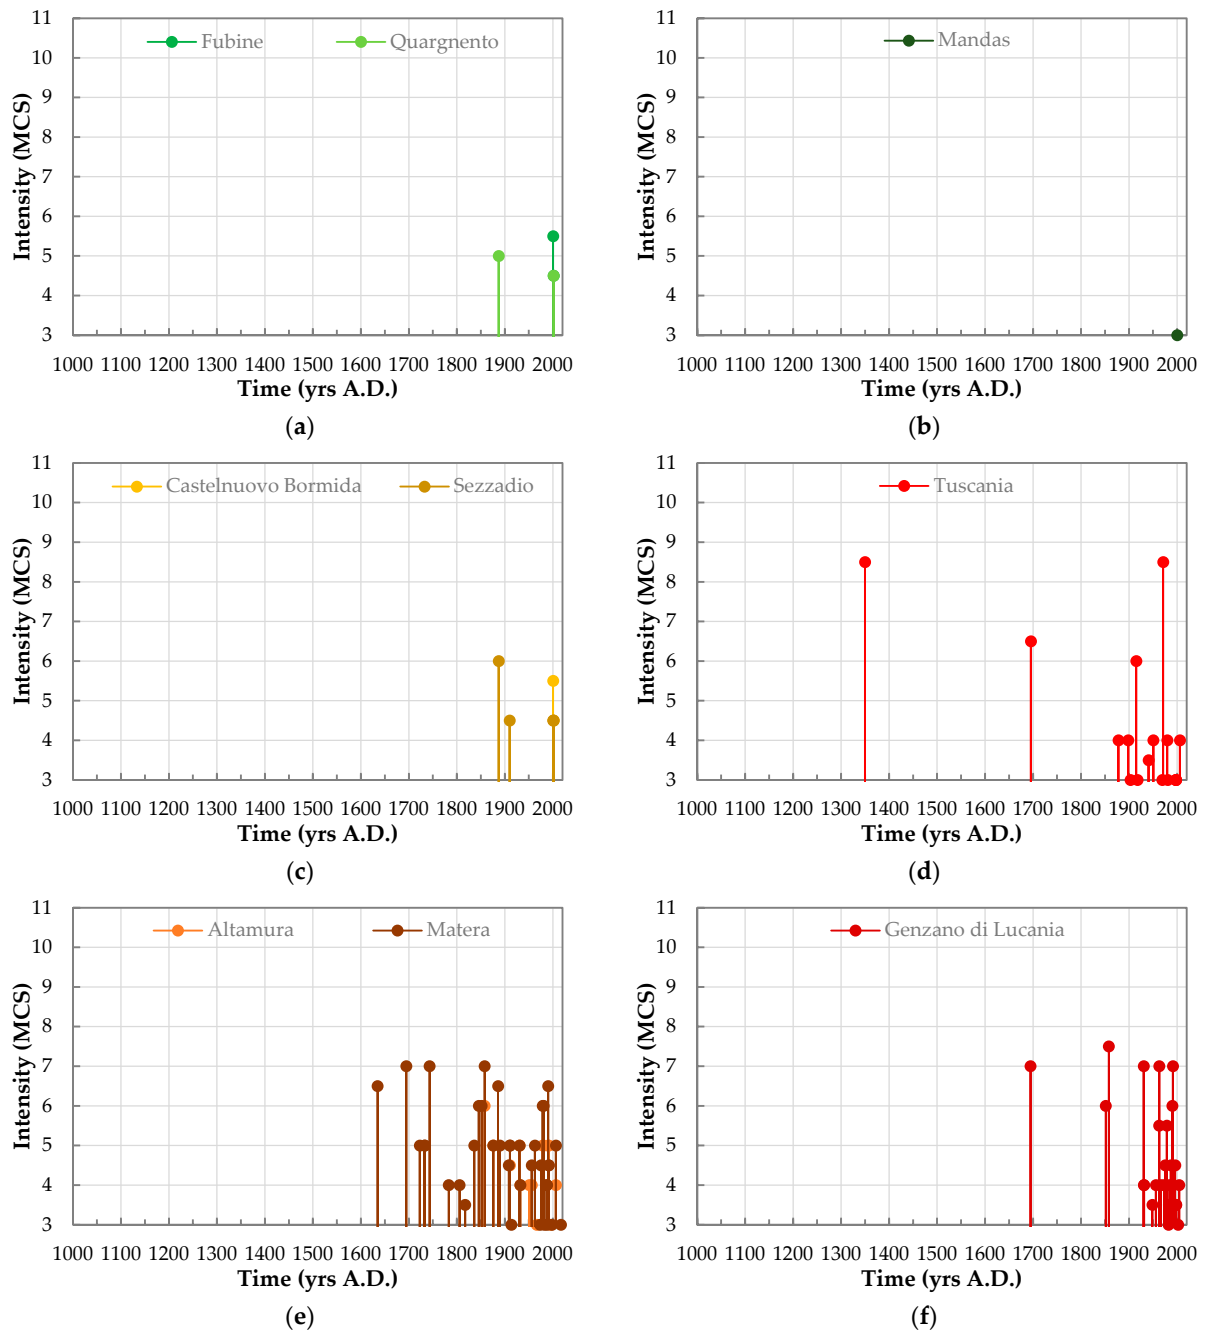 11
10
9
8
7
6
5
4
3
Intensity (MCS)
Fubine Quargnento
1000 1100 1200 1300 1400 1500 1600 1700 1800 1900 2000
Time (yrs A.D.)
(a)
11
10
9
8
7
6
5
4
3
Intensity (MCS)
Mandas
1000 1100 1200 1300 1400 1500 1600 1700 1800 1900 2000
Time (yrs A.D.)
(b)
11
10
9
8
7
6
5
4
3
Intensity (MCS)
Castelnuovo Bormida Sezzadio
1000 1100 1200 1300 1400 1500 1600 1700 1800 1900 2000
Time (yrs A.D.)
(c)
11
10
9
8
7
6
5
4
3
Intensity (MCS)
Tuscania
1000 1100 1200 1300 1400 1500 1600 1700 1800 1900 2000
Time (yrs A.D.)
(d)
11
10
9
8
7
6
5
4
3
Intensity (MCS)
Altamura Matera
1000 1100 1200 1300 1400 1500 1600 1700 1800 1900 2000
Time (yrs A.D.)
(e)
11
10
9
8
7
6
5
4
3
Intensity (MCS)
Genzano di Lucania
1000 1100 1200 1300 1400 1500 1600 1700 1800 1900 2000
Time (yrs A.D.)
(f)